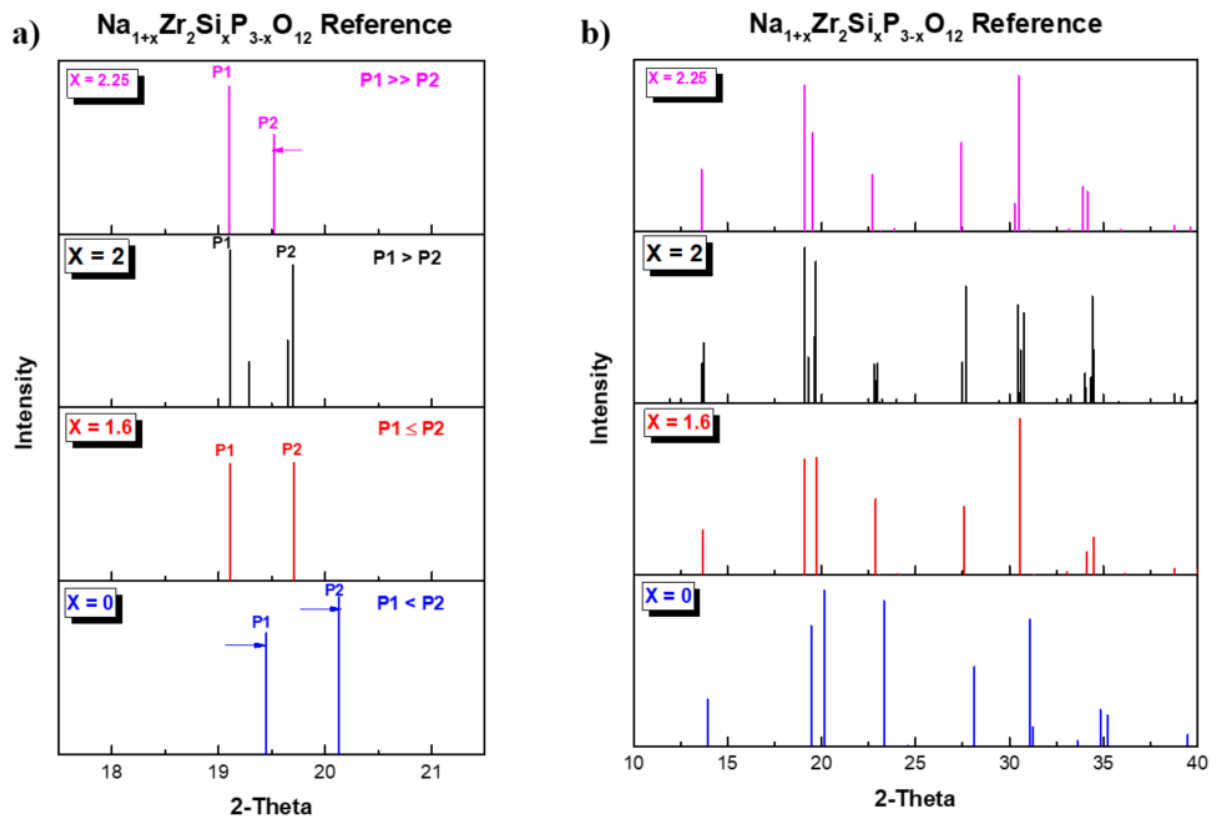 a)
Na1+xZr2SixP3-xO12 Reference
X = 2.25
P1
P1 >> P2
P2
X = 2
P1
P2
P1 > P2
X = 1.6
P1 ≤ P2
P1
P2
X = 0
P2
P1 < P2
P1
18
19
20
21
2-Theta
Intensity
b)
Na1+xZr2SixP3-xO12 Reference
X = 2.25
X = 2
X = 1.6
X = 0
10
15
20
25
30
35
40
2-Theta
Intensity